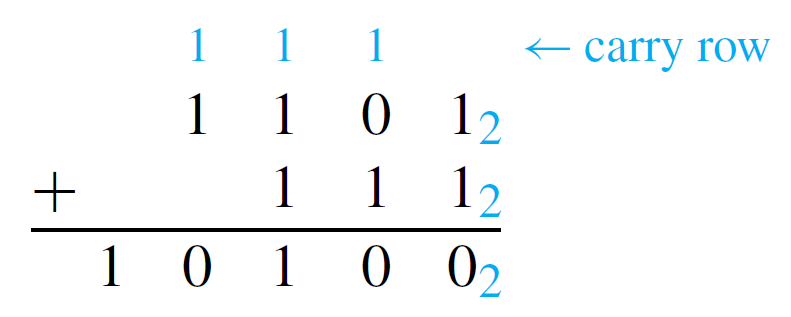 1 1 1 ← carry row
1 1 0 1₂
+ 1 1 1₂
1 0 1 0 0₂